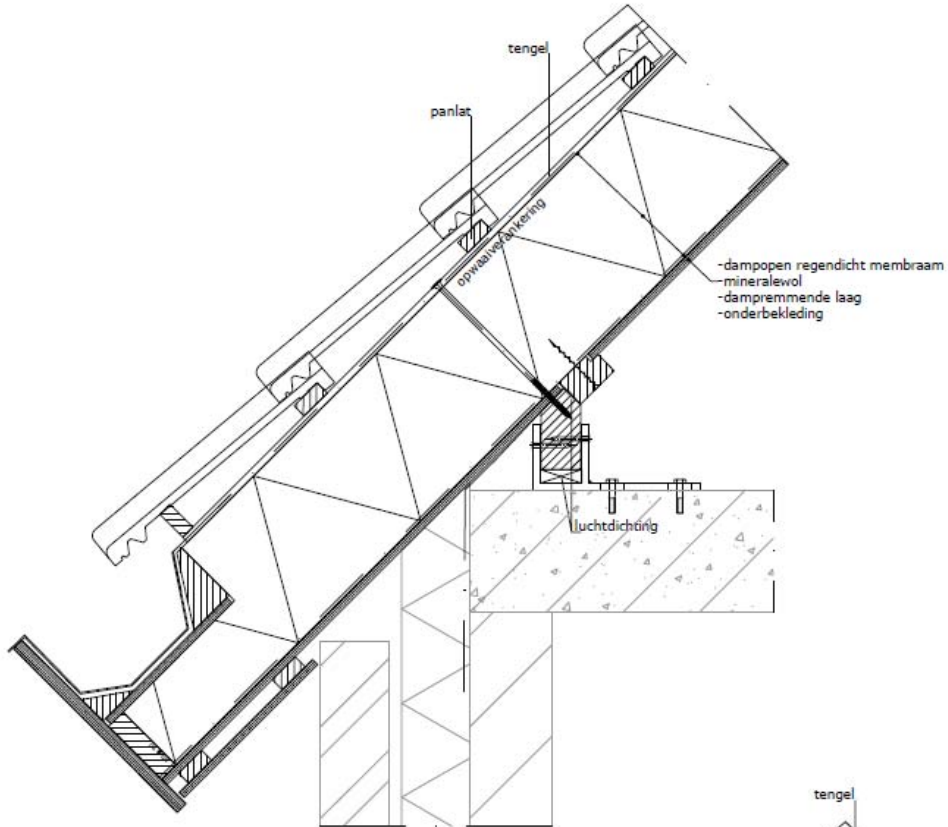 tengel
panlat
opwaaiverankering
-dampopen regendicht membraam
-mineralewol
-dampremmende laag
-onderbekleding
luchtdichting
tengel